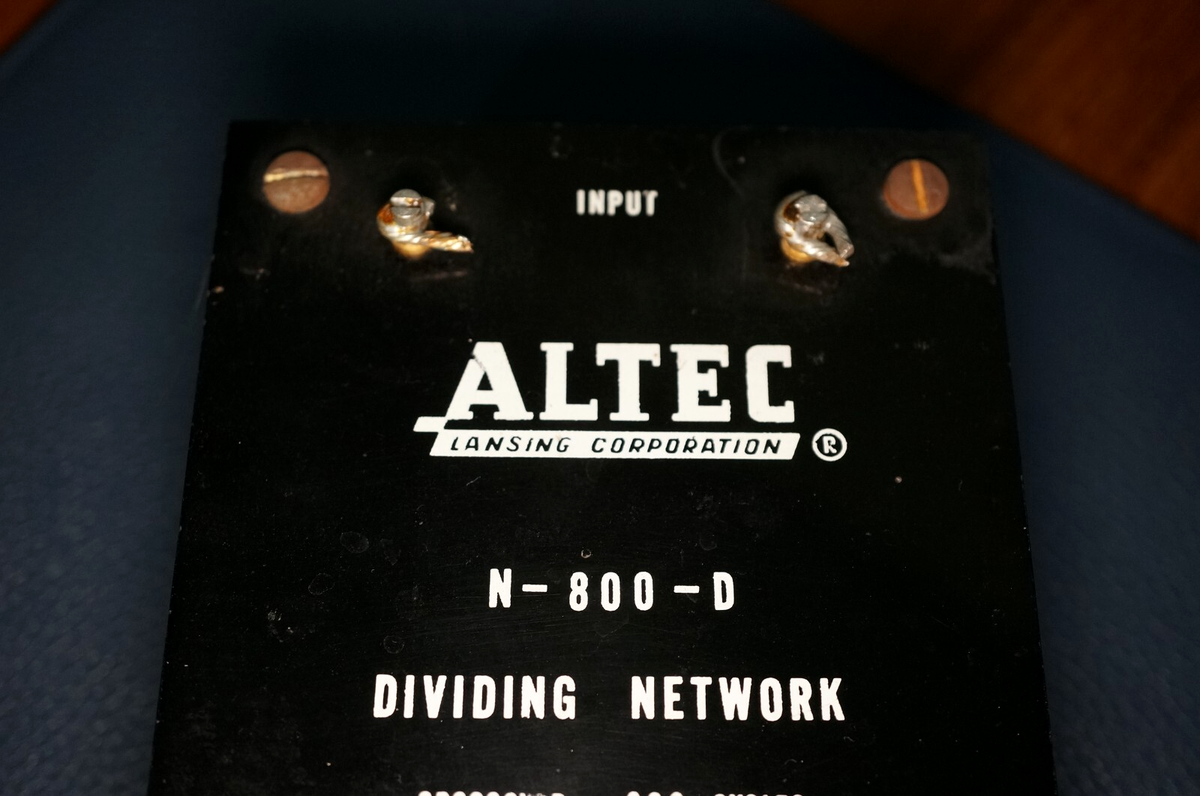 INPUT
ALTEC
LANSING CORPORATION ®
N-800-D
DIVIDING NETWORK